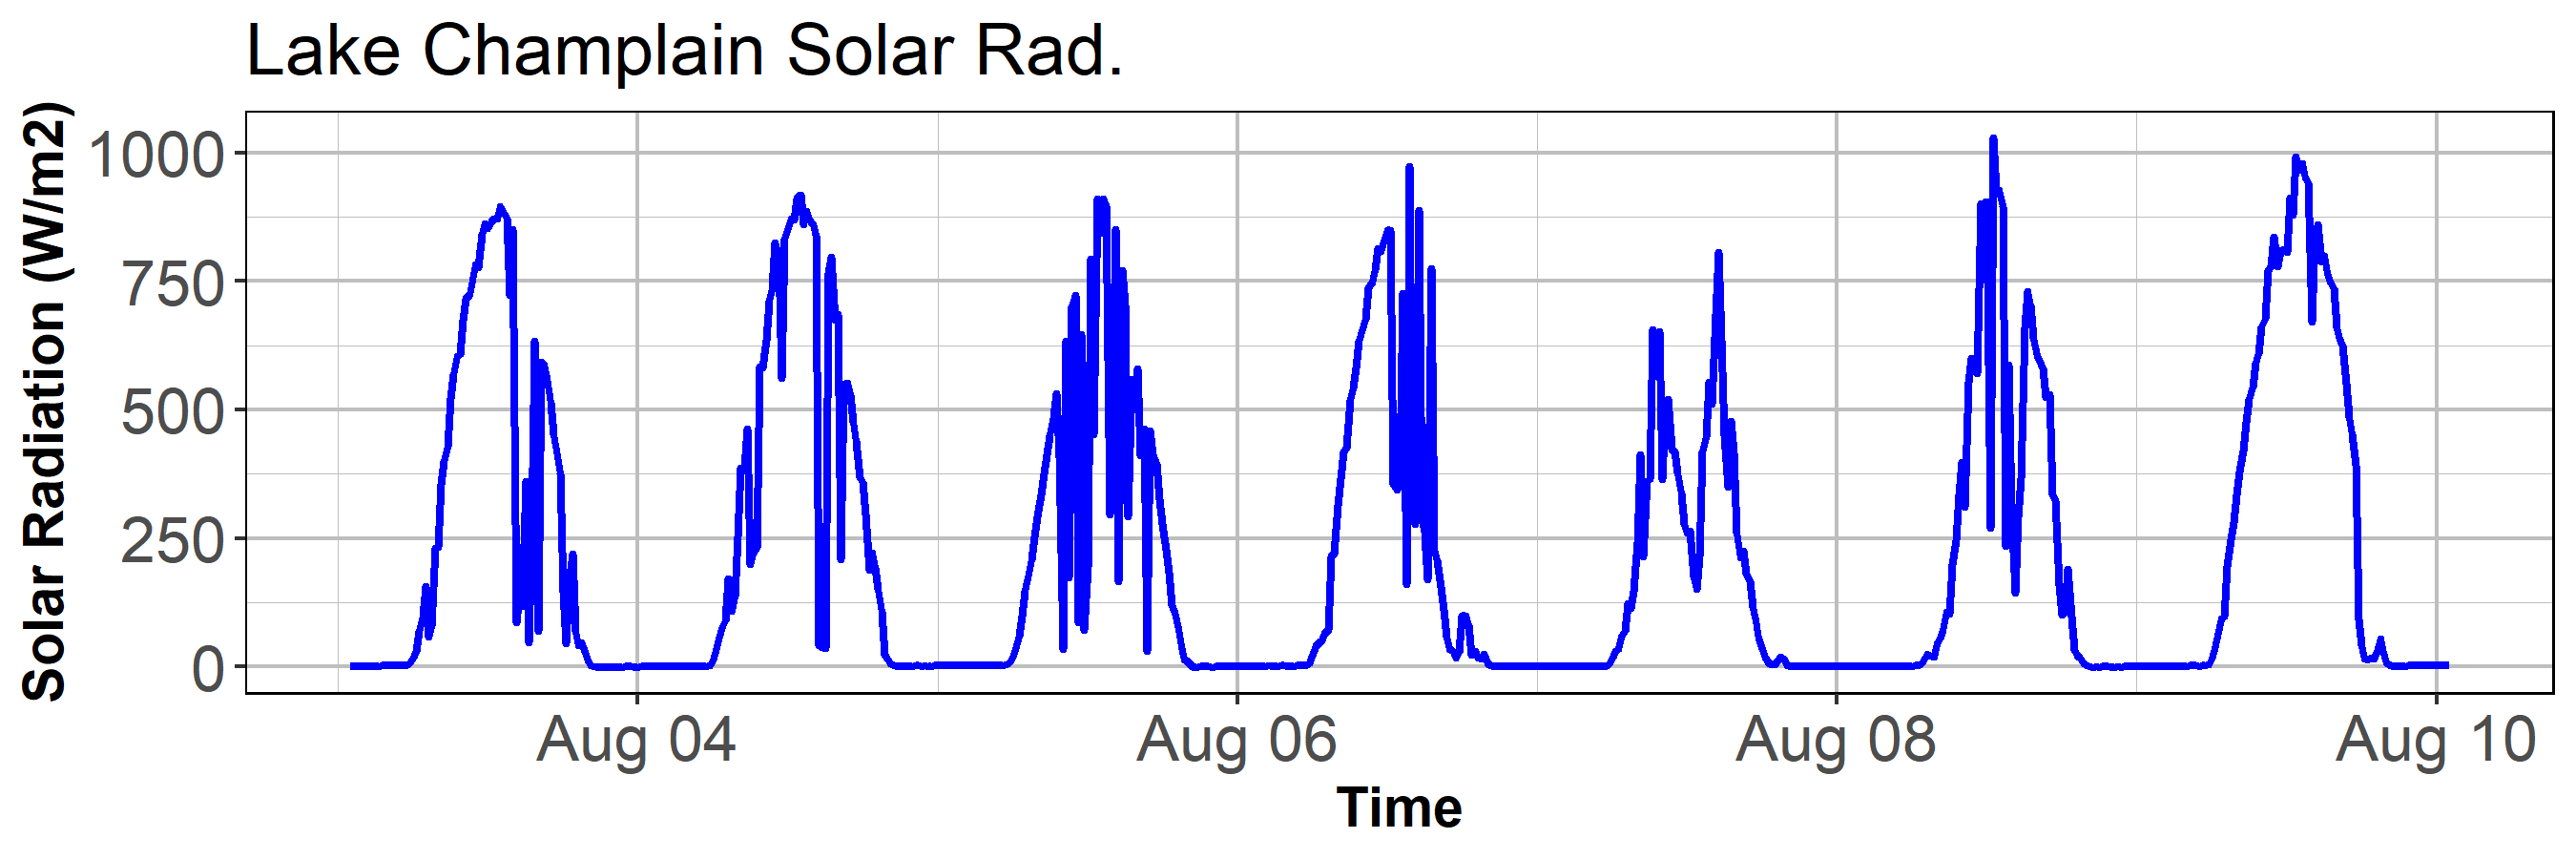 Lake Champlain Solar Rad.
Solar Radiation (W/m2)
1000
750
500
250
0
Aug 04 Aug 06 Aug 08 Aug 10
Time